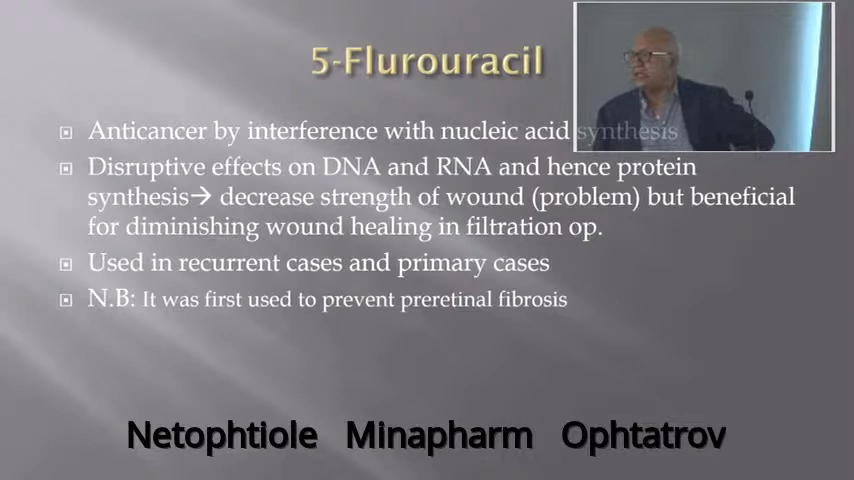 5-Flurouracil
Anticancer by interference with nucleic acid synthesis
Disruptive effects on DNA and RNA and hence protein
synthesis→ decrease strength of wound (problem) but beneficial
for diminishing wound healing in filtration op.
Used in recurrent cases and primary cases
N.B: It was first used to prevent preretinal fibrosis
Netophtiole Minapharm Ophtatrov